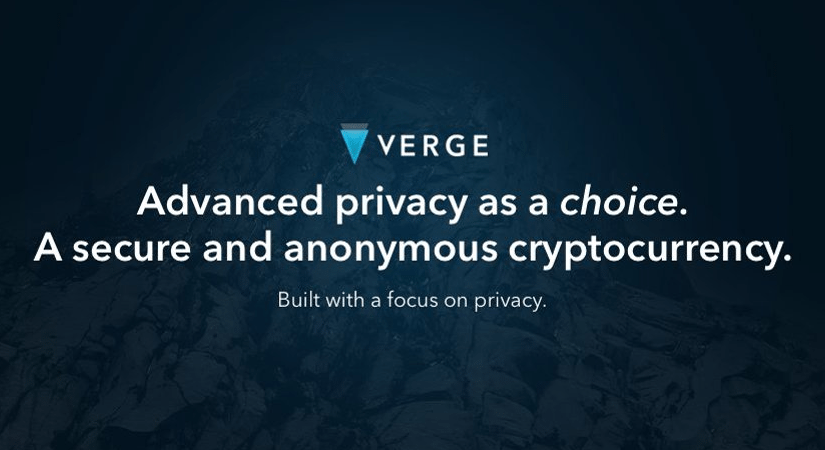 VERGE
Advanced privacy as a choice.
A secure and anonymous cryptocurrency.
Built with a focus on privacy.